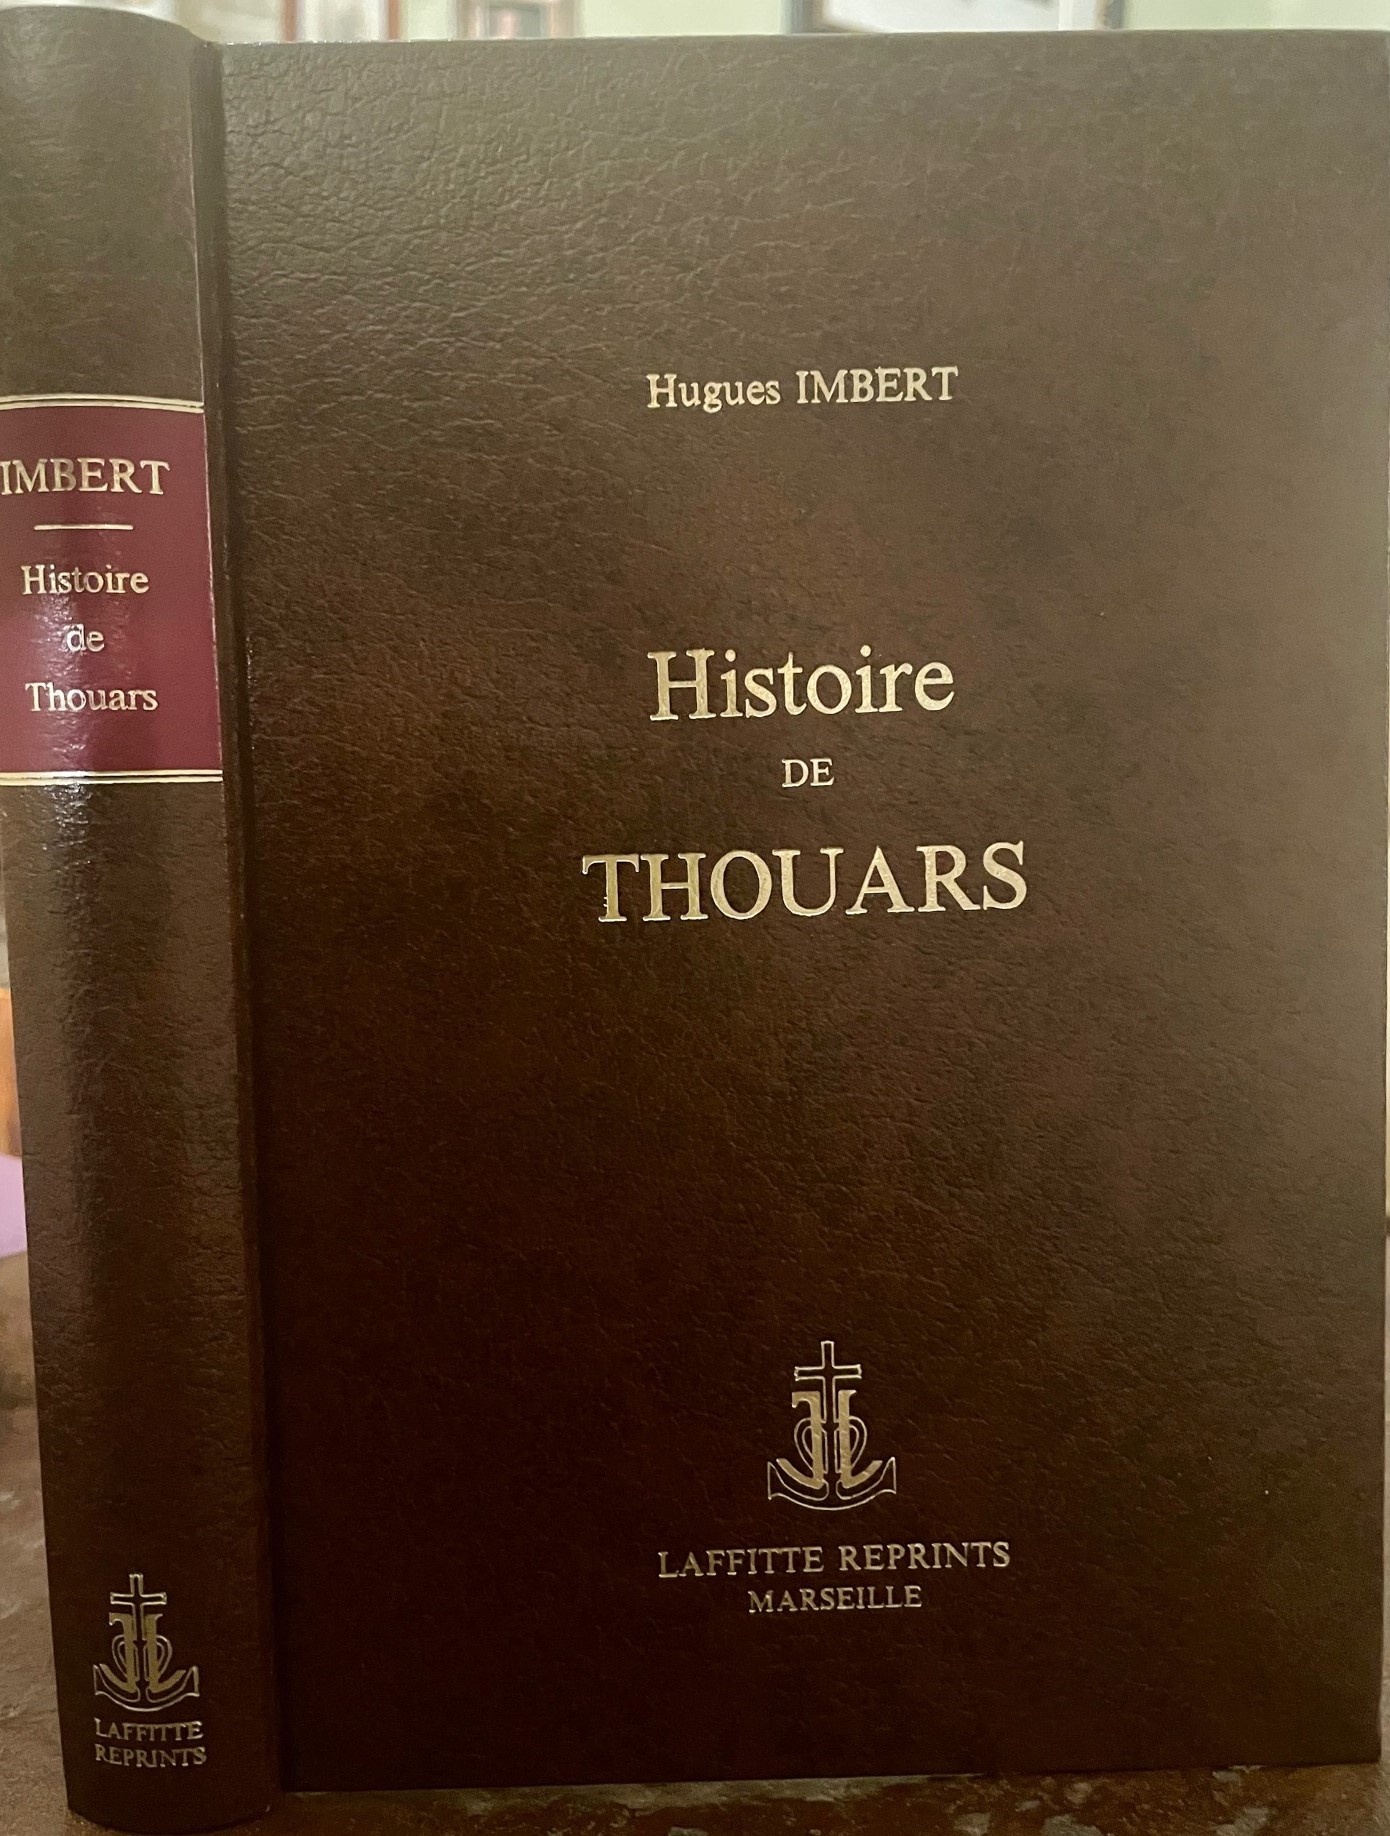 IMBERT
Histoire
de
Thouars
LAFFITTE
REPRINTS
Hugues IMBERT
Histoire
DE
THOUARS
LAFFITTE REPRINTS
MARSEILLE